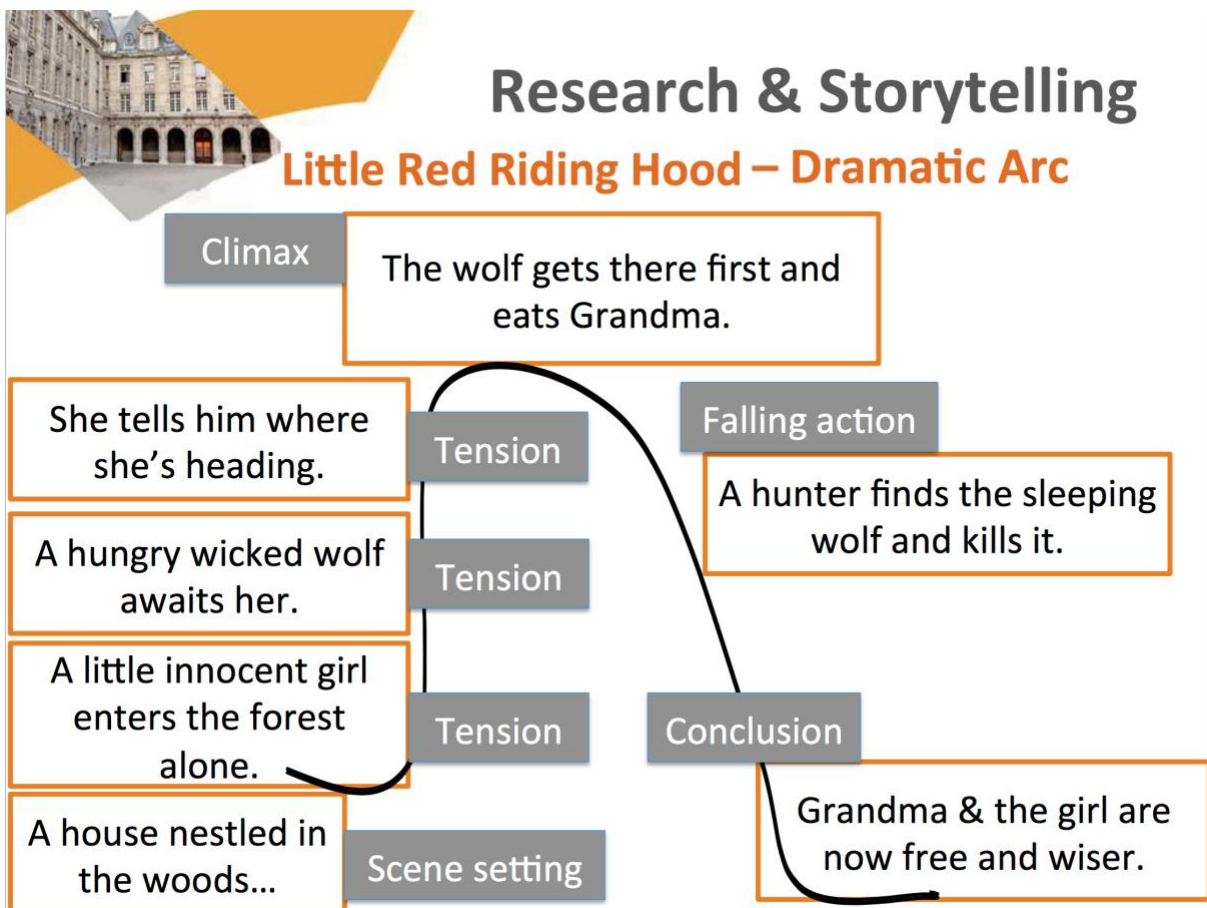 Research & Storytelling
Little Red Riding Hood – Dramatic Arc
Climax
The wolf gets there first and
eats Grandma.
She tells him where
she's heading.
Tension
Falling action
A hunter finds the sleeping
wolf and kills it.
A hungry wicked wolf
awaits her.
Tension
A little innocent girl
enters the forest
alone.
Tension
Conclusion
Grandma & the girl are
now free and wiser.
A house nestled in
the woods...
Scene setting